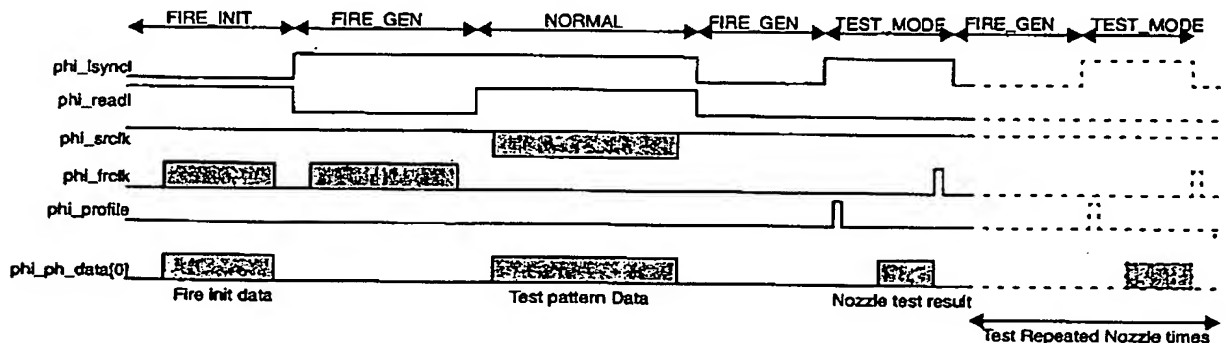 FIRE_INIT FIRE_GEN NORMAL FIRE_GEN TEST_MODE FIRE_GEN TEST_MODE
phi_lsyncl
phi_readl
phi_srclk
phi_frclk
phi_profile
phi_ph_data[0]
Fire init data Test pattern Data Nozzle test result
Test Repeated Nozzle times